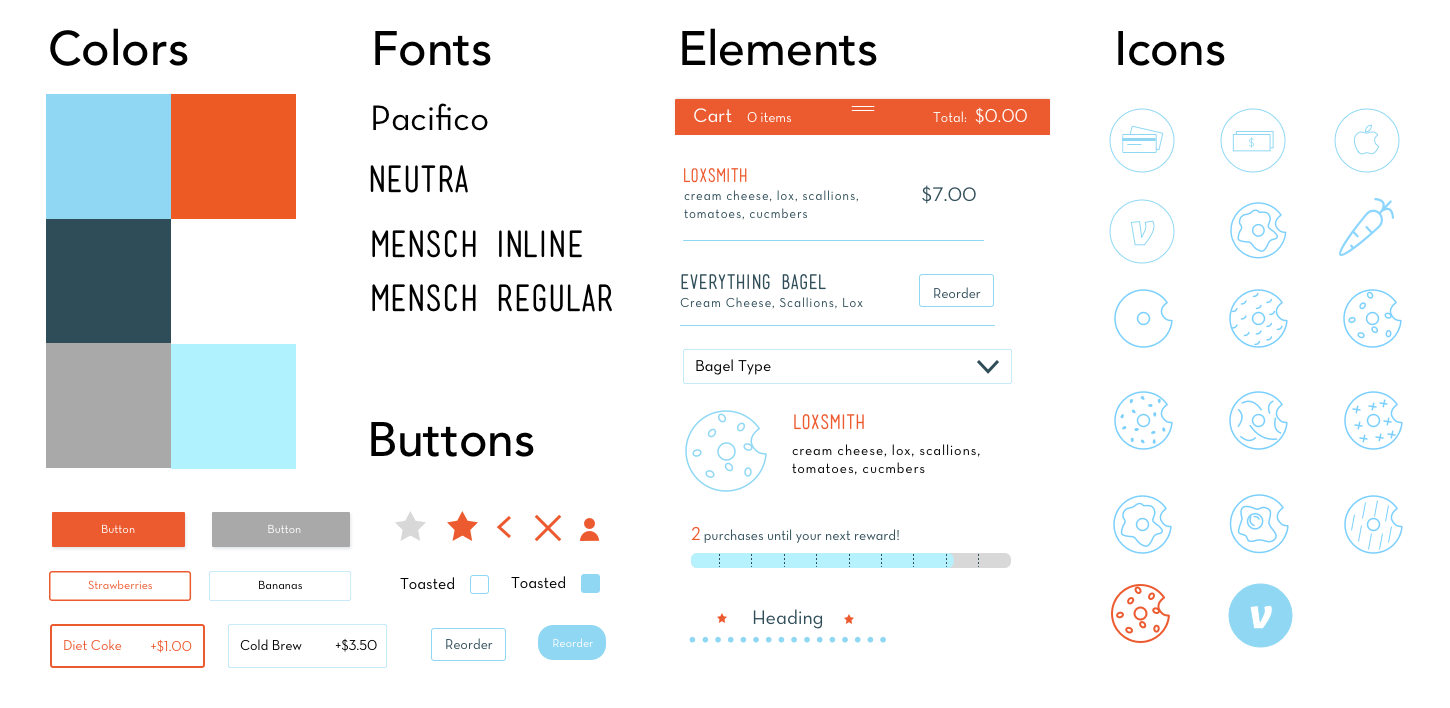 Colors
Fonts
Pacifico
NEUTRA
MENSCH INLINE
MENSCH REGULAR
Elements
Cart 0 items Total: $0.00
LOXSMITH
cream cheese, lox, scallions,
tomatoes, cucmbers
$7.00
EVERYTHING BAGEL
Cream Cheese, Scallions, Lox
Reorder
Bagel Type
LOXSMITH
cream cheese, lox, scallions,
tomatoes, cucmbers
2 purchases until your next reward!
Heading
Icons
$
V
V
Buttons
Button
Button
Strawberries
Bananas
Toasted
Toasted
Diet Coke +$1.00
Cold Brew +$3.50
Reorder
Reorder